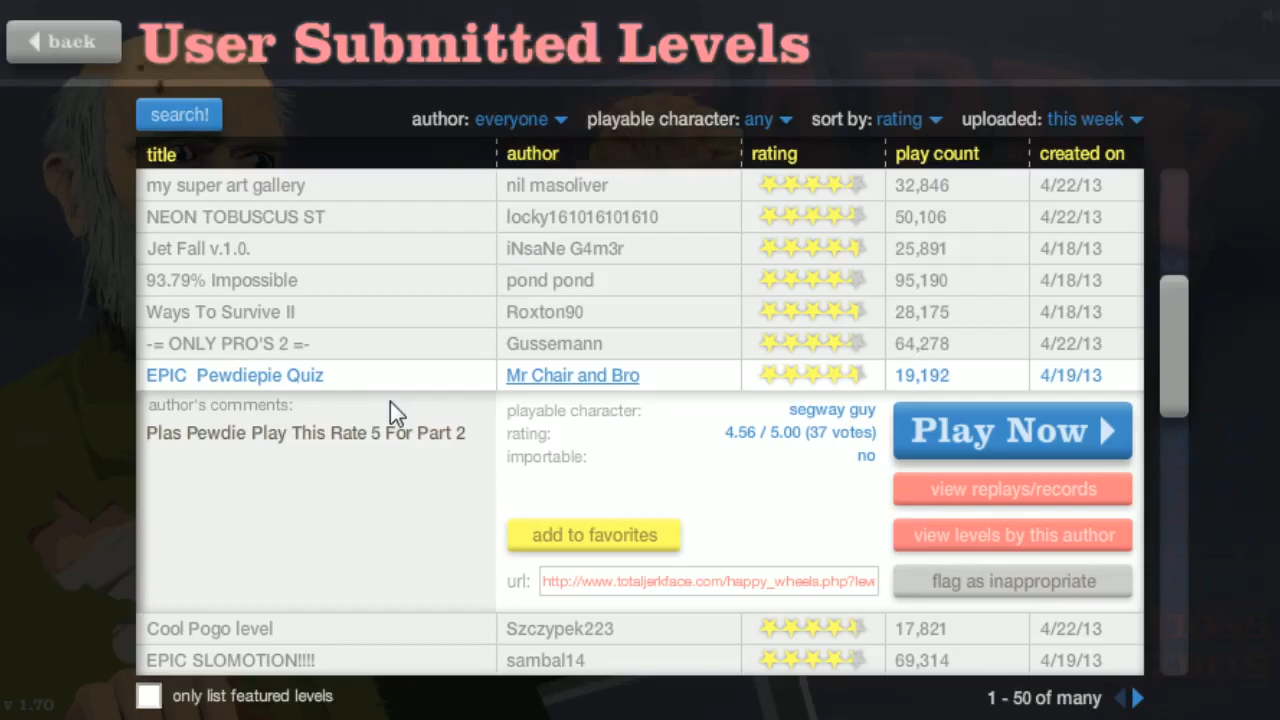 back
User Submitted Levels
search!
author: everyone playable character: any sort by: rating uploaded: this week
title author rating play count created on
my super art gallery nil masoliver 32,846 4/22/13
NEON TOBUSCUS ST locky161016101610 50,106 4/22/13
Jet Fall v.1.0. iNsaNe G4m3r 25,891 4/18/13
93.79% Impossible pond pond 95,190 4/18/13
Ways To Survive II Roxton90 28,175 4/18/13
-= ONLY PRO'S 2 =- Gussemann 64,278 4/22/13
EPIC Pewdiepie Quiz Mr Chair and Bro 19,192 4/19/13
author's comments:
Plas Pewdie Play This Rate 5 For Part 2
playable character: segway guy
rating: 4.56 / 5.00 (37 votes)
importable: no
add to favorites
url: http://www.totaljerkface.com/happy_wheels.php?leve
Play Now
view replays/records
view levels by this author
flag as inappropriate
Cool Pogo level Szczypek223 17,821 4/22/13
EPIC SLOMOTION!!!! sambal14 69,314 4/19/13
only list featured levels
1 - 50 of many
v 1.70